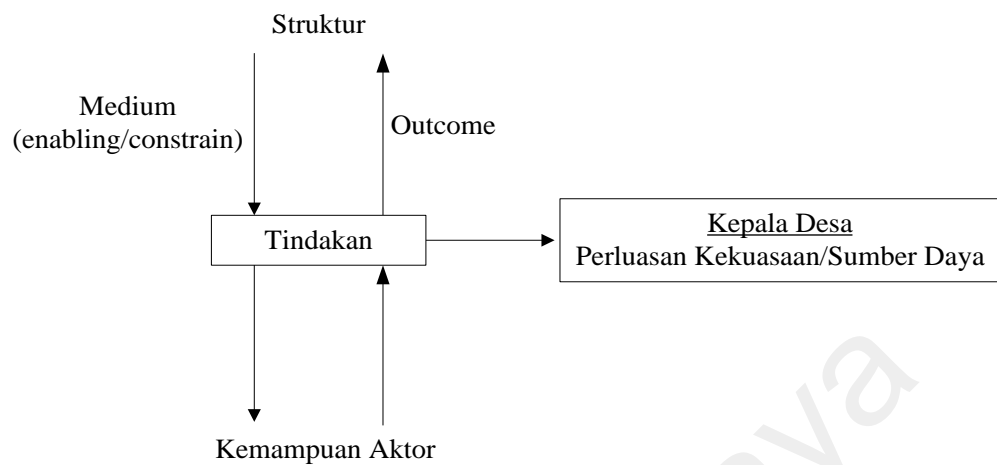 Struktur
Medium
(enabling/constrain)
Outcome
Tindakan
Kepala Desa
Perluasan Kekuasaan/Sumber Daya
Kemampuan Aktor